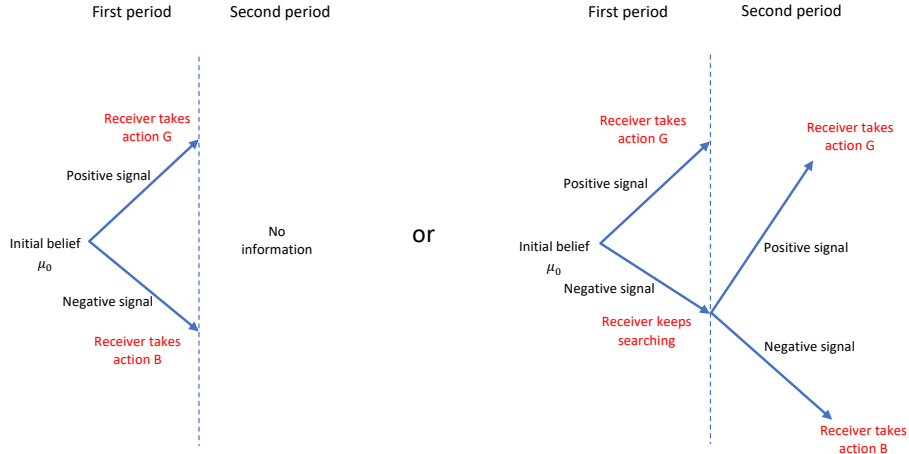 First period
Second period
Receiver takes
action G
Positive signal
Initial belief
μ₀
No
information
Negative signal
Receiver takes
action B
or
First period
Second period
Receiver takes
action G
Receiver takes
action G
Positive signal
Initial belief
μ₀
Positive signal
Negative signal
Receiver keeps
searching
Negative signal
Receiver takes
action B